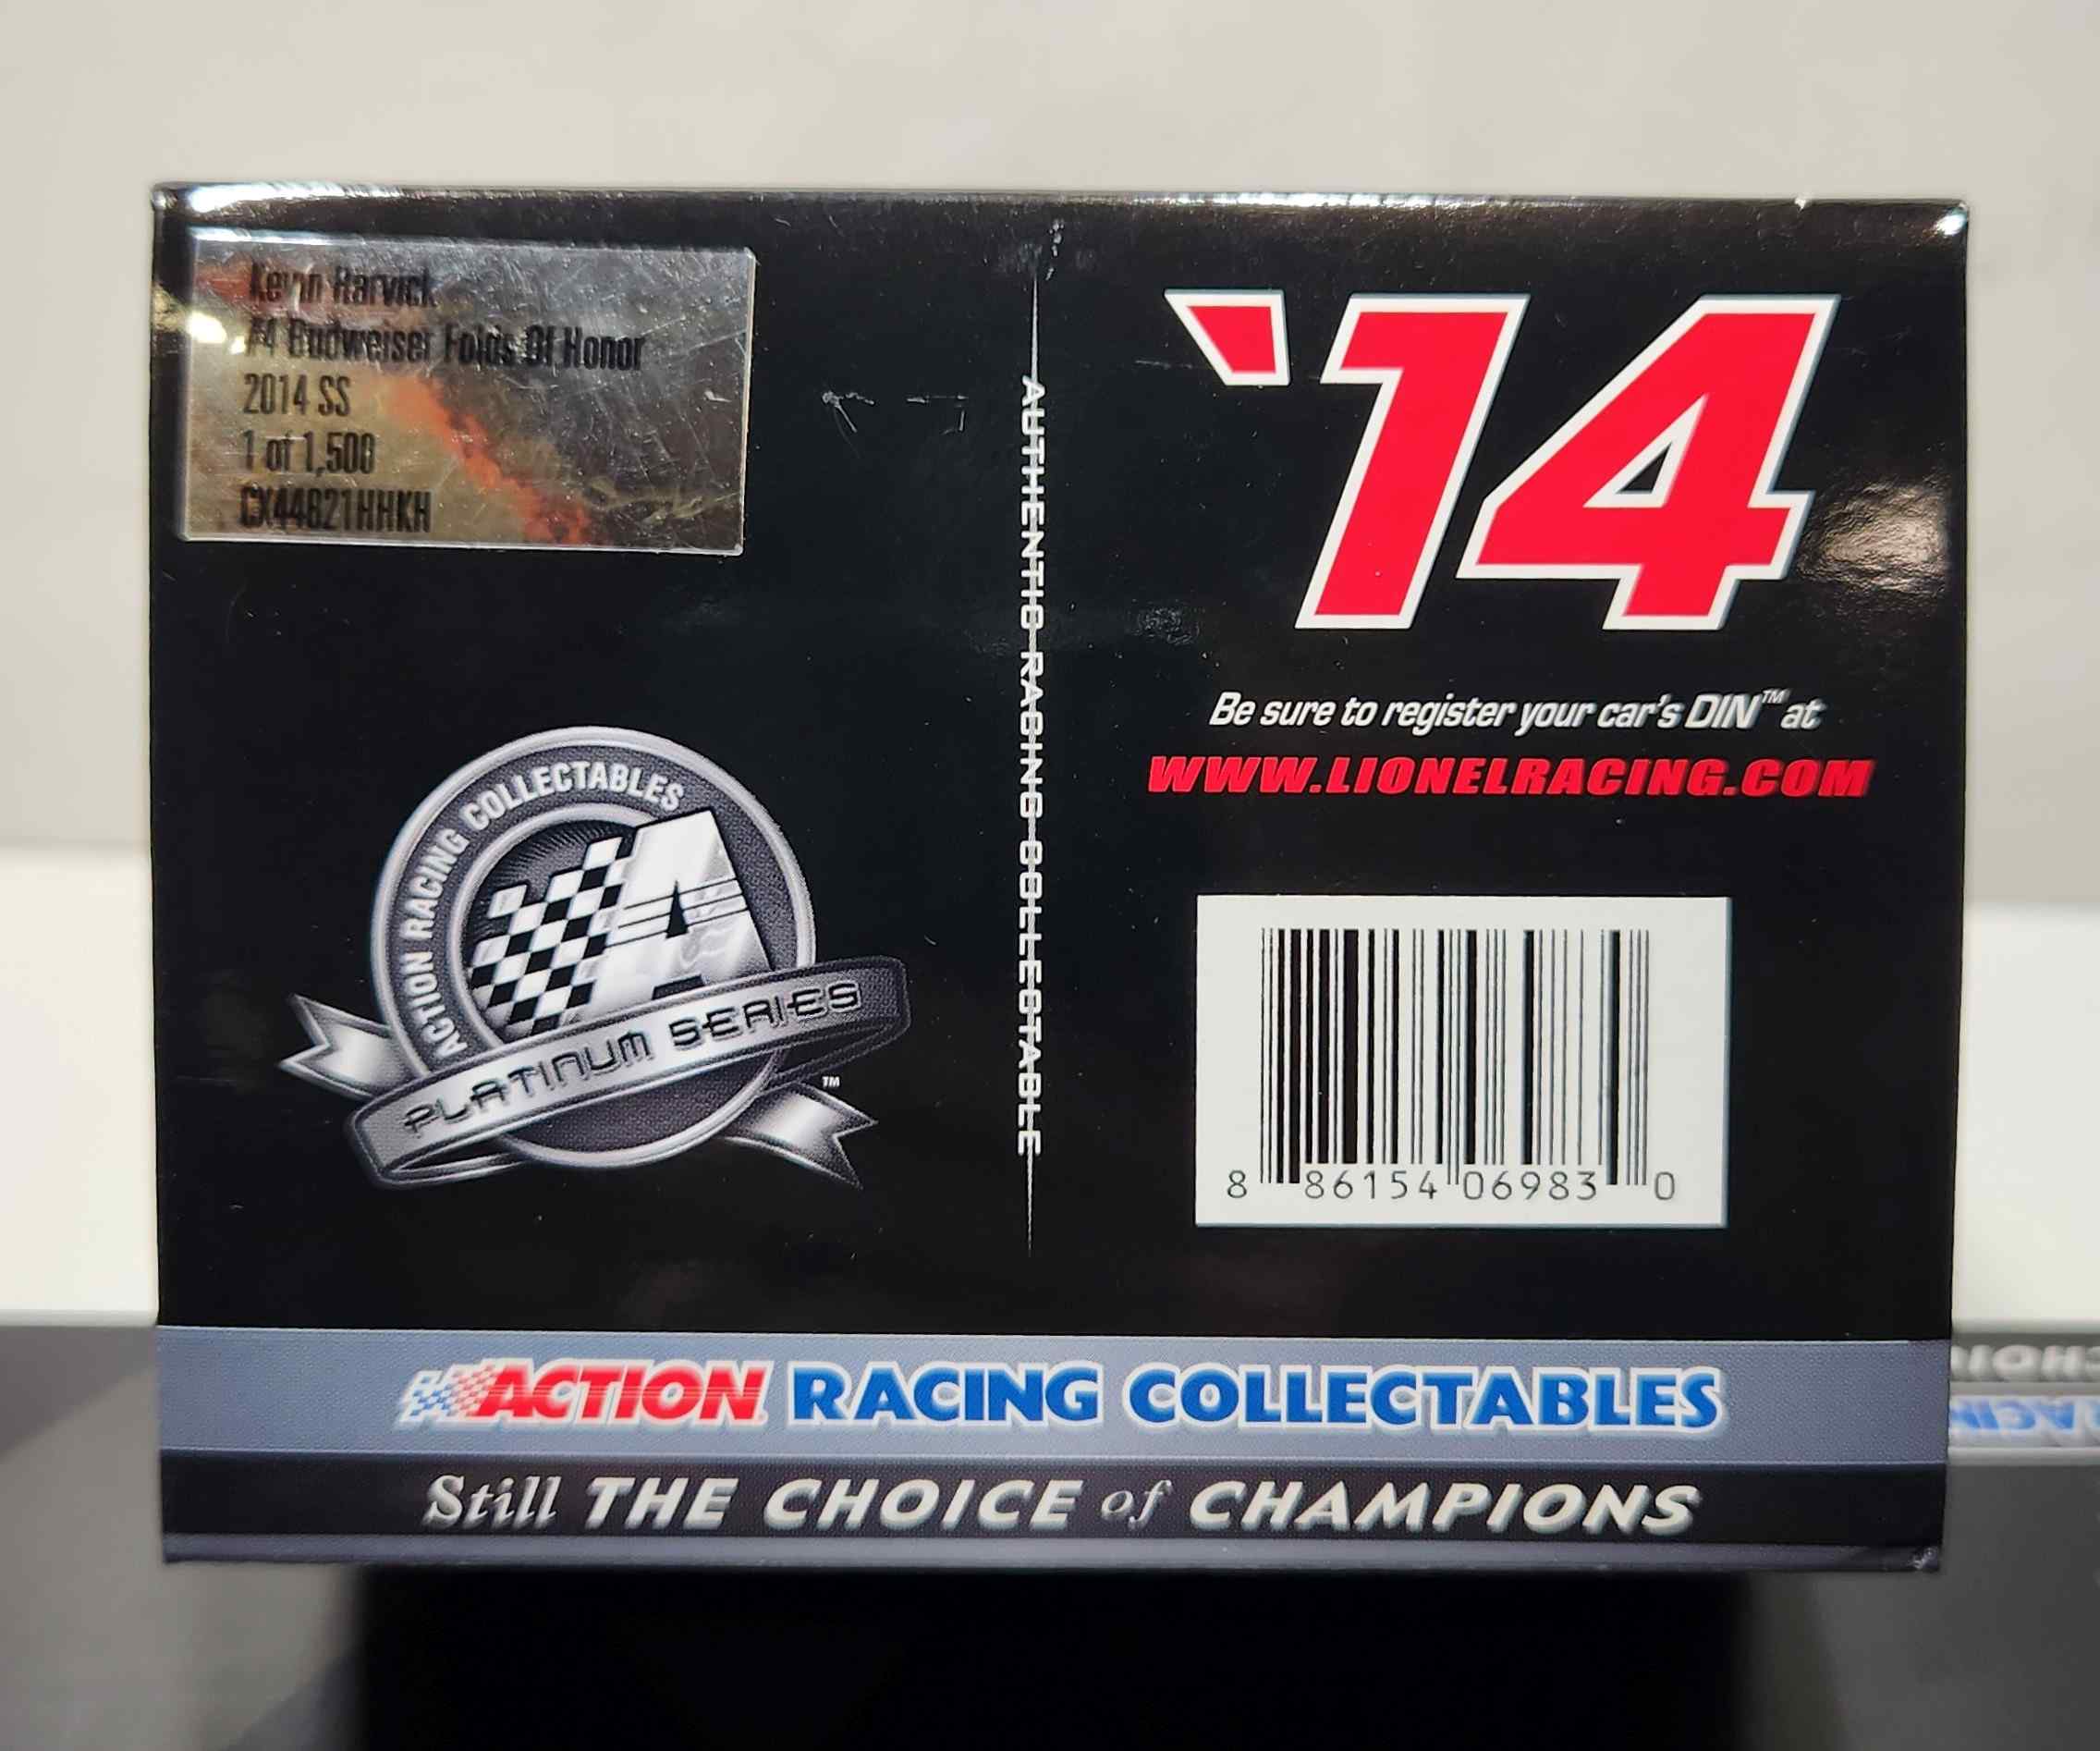 Kevin Harvick
#4 Budweiser Folds Of Honor
2014 SS
1 of 1,500
CX44821HHKH
ACTION RACING COLLECTABLES
A
PLATINUM SERIES
TM
AUTHENTIC RACING COLLECTABLE
'14
Be sure to register your car's DIN™ at
WWW.LIONELRACING.COM
8 86154 06983 0
ACTION RACING COLLECTABLES
Still THE CHOICE of CHAMPIONS